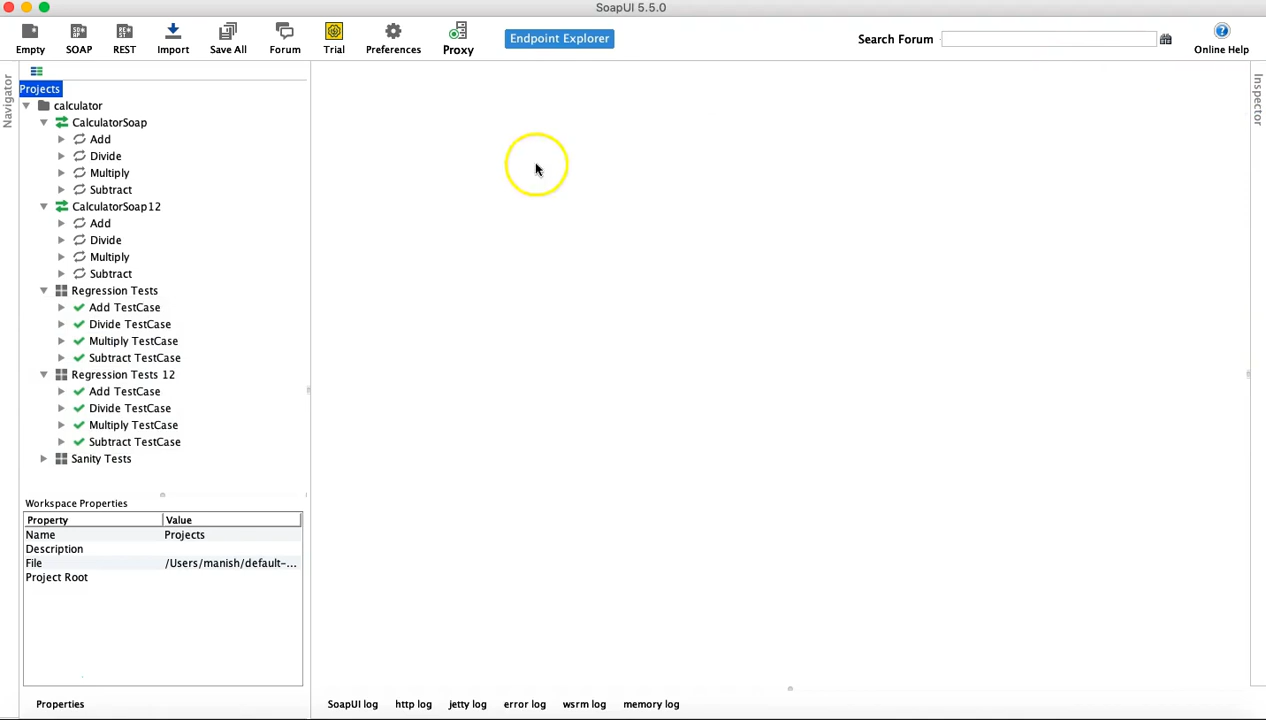 SoapUI 5.5.0
Empty SOAP REST Import Save All Forum Trial Preferences Proxy Endpoint Explorer Search Forum Online Help
Navigator
Inspector
Projects
calculator
CalculatorSoap
Add
Divide
Multiply
Subtract
CalculatorSoap12
Add
Divide
Multiply
Subtract
Regression Tests
Add TestCase
Divide TestCase
Multiply TestCase
Subtract TestCase
Regression Tests 12
Add TestCase
Divide TestCase
Multiply TestCase
Subtract TestCase
Sanity Tests
Workspace Properties
Property Value
Name Projects
Description
File /Users/manish/default-...
Project Root
Properties
SoapUI log http log jetty log error log wsrm log memory log